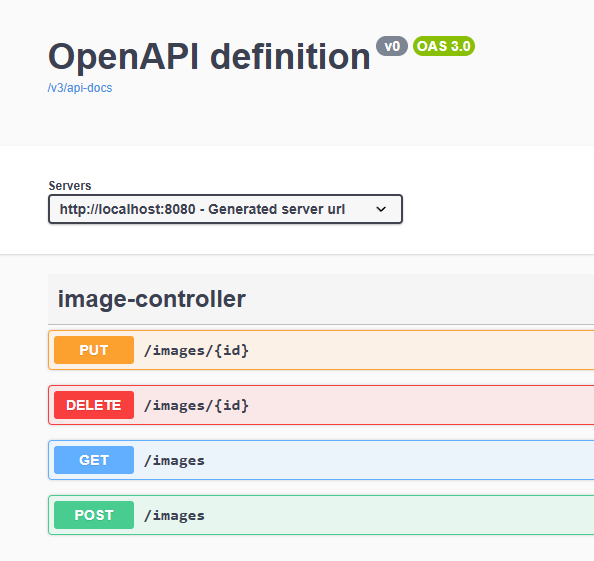 OpenAPI definition v0 OAS 3.0
/v3/api-docs
Servers
http://localhost:8080 - Generated server url
image-controller
PUT /images/{id}
DELETE /images/{id}
GET /images
POST /images